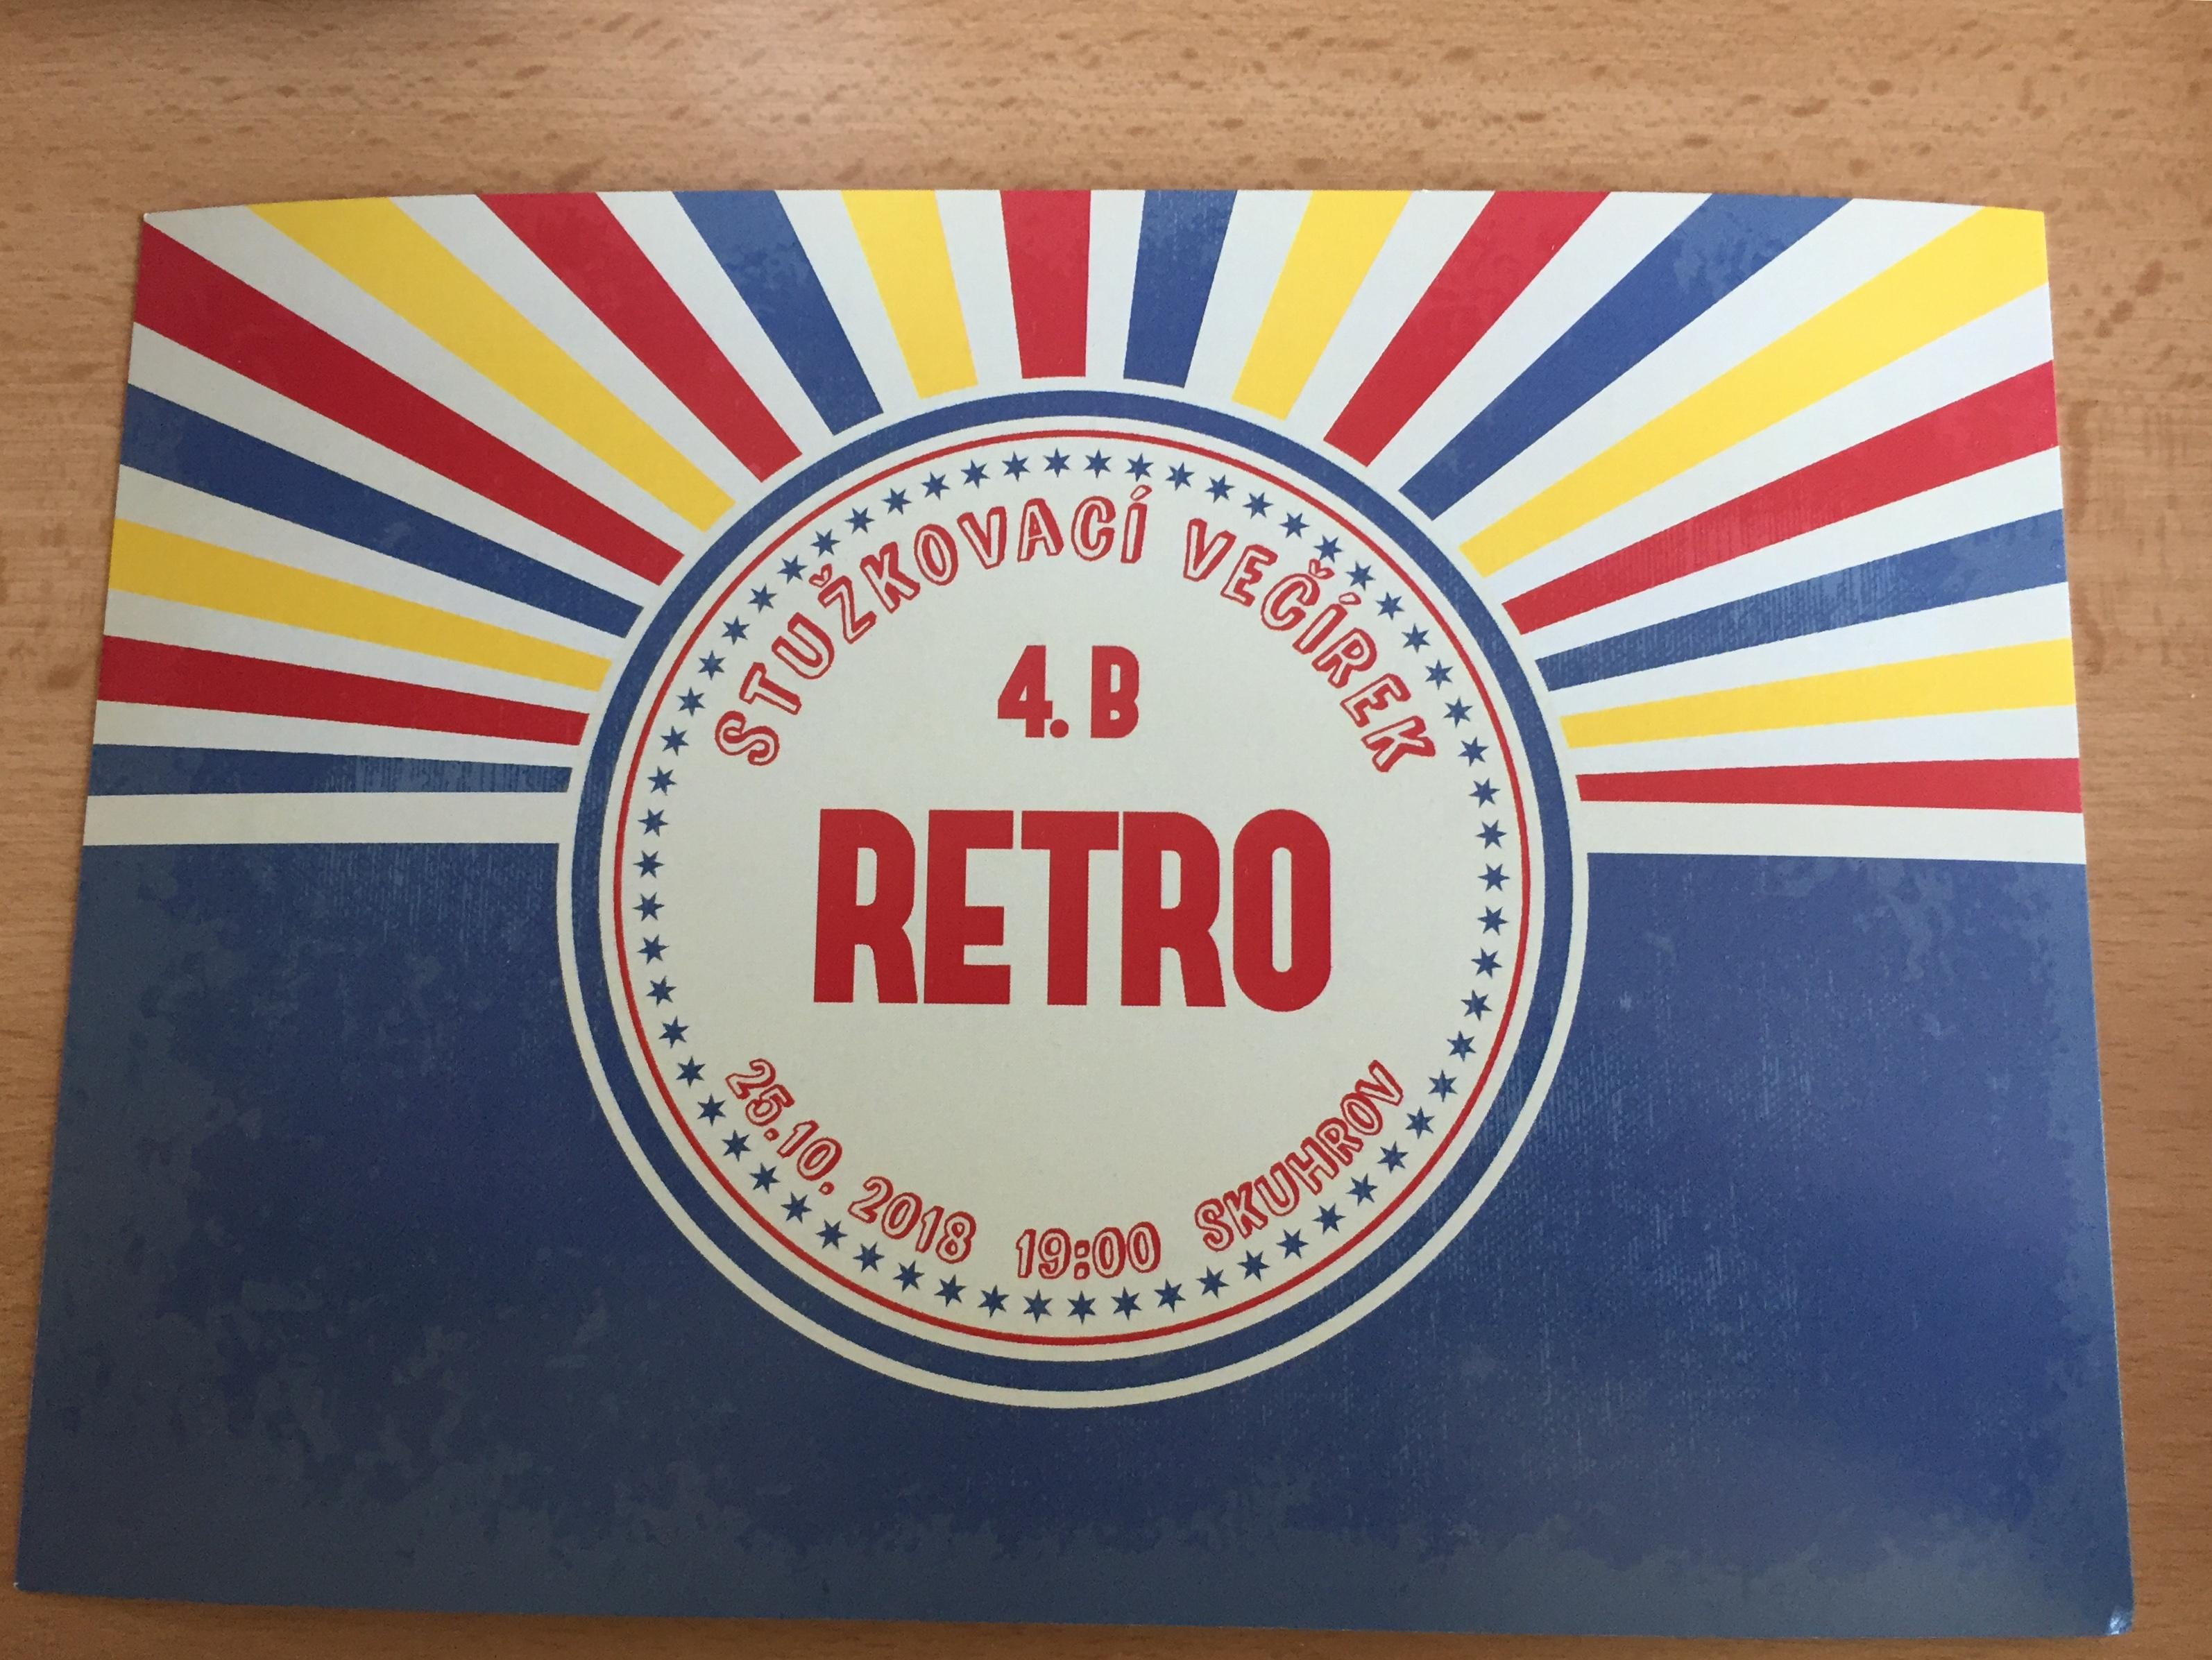 STUŽKOVACÍ VEČÍREK
4. B
RETRO
25.10. 2018 19:00 SKUHROV